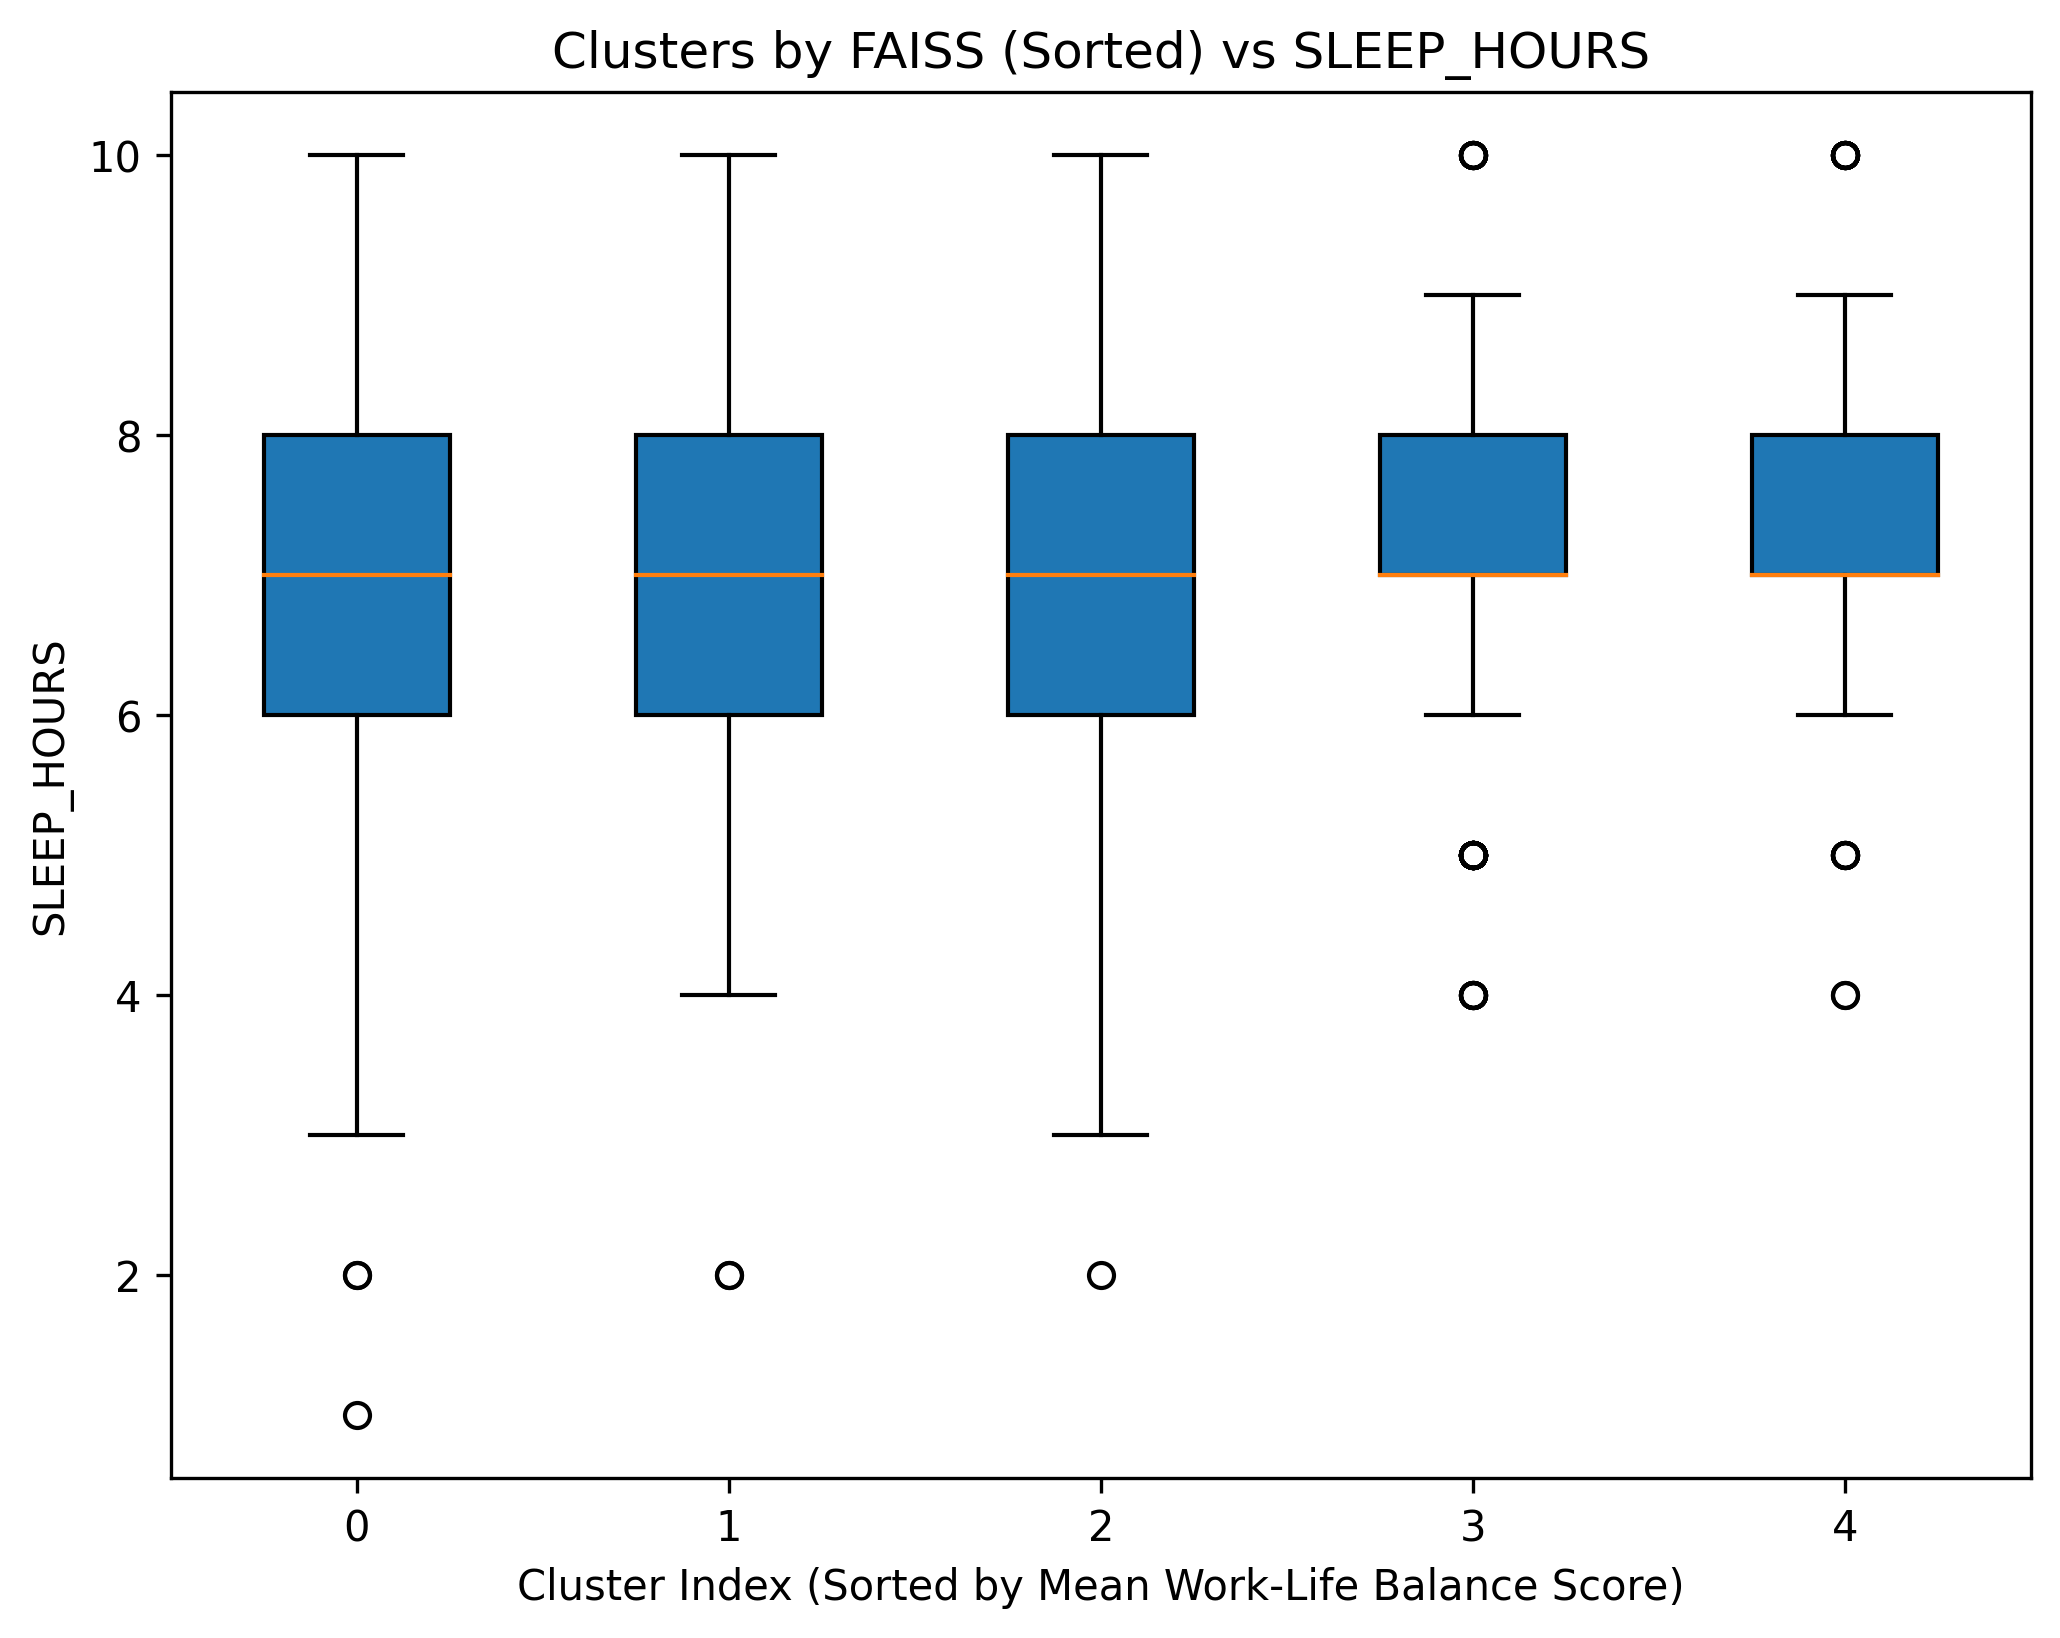 Clusters by FAISS (Sorted) vs SLEEP_HOURS
SLEEP_HOURS
10
8
6
4
2
0 1 2 3 4
Cluster Index (Sorted by Mean Work-Life Balance Score)